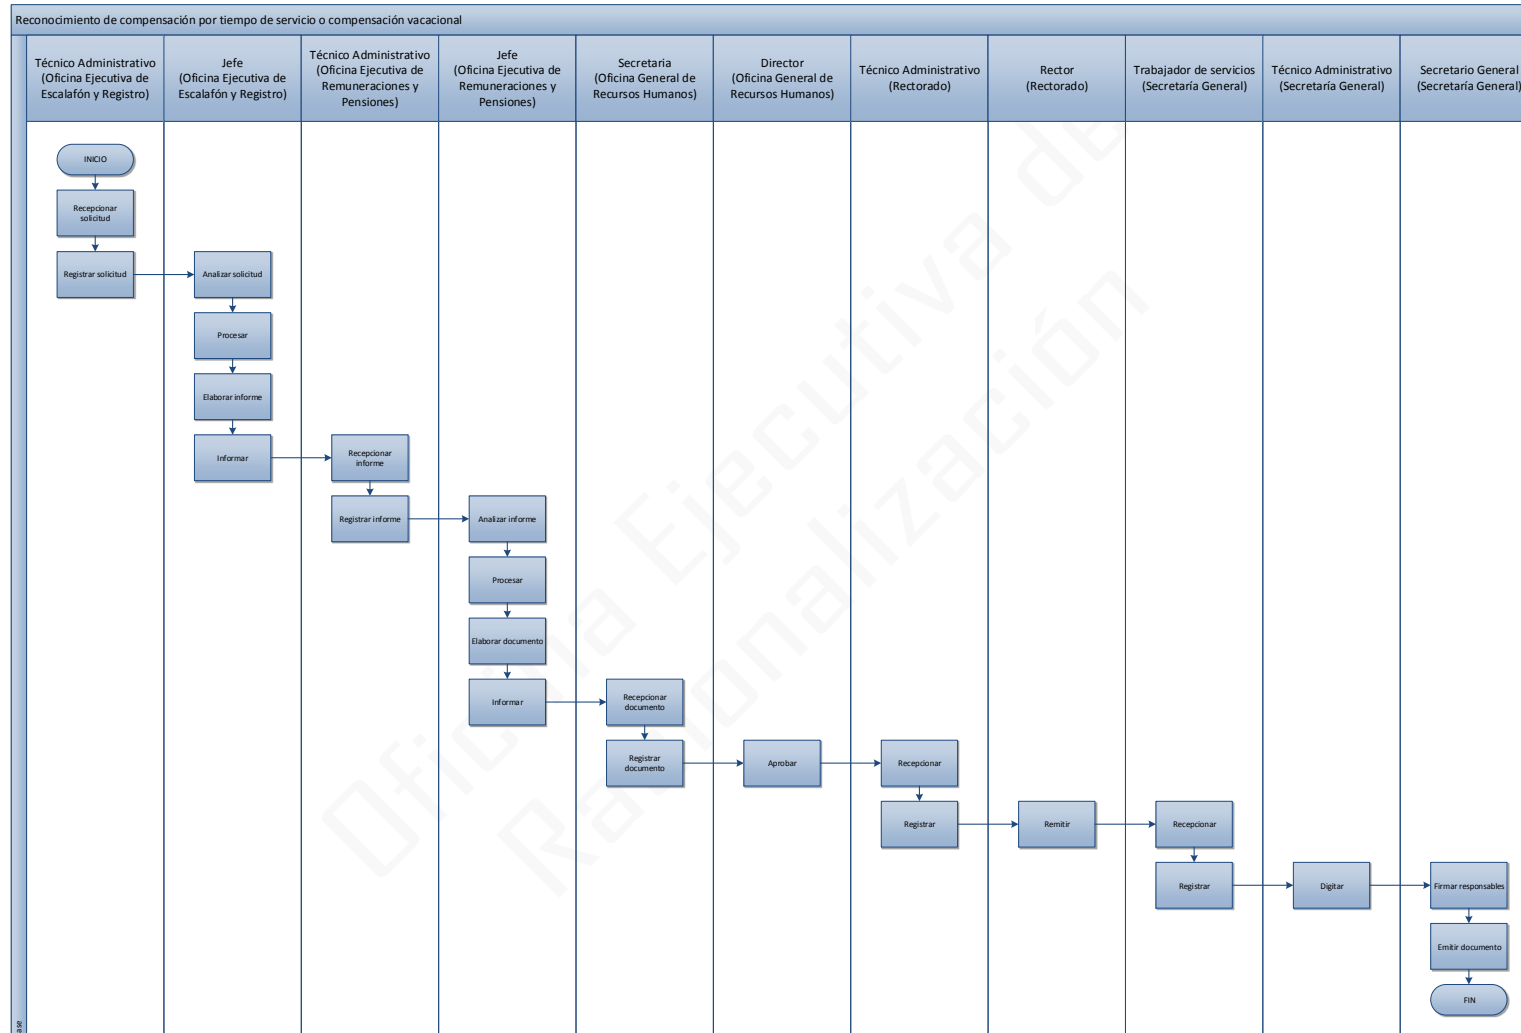 Reconocimiento de compensación por tiempo de servicio o compensación vacacional
Técnico Administrativo
(Oficina Ejecutiva de
Escalafón y Registro)
Jefe
(Oficina Ejecutiva de
Escalafón y Registro)
Técnico Administrativo
(Oficina Ejecutiva de
Remuneraciones y
Pensiones)
Jefe
(Oficina Ejecutiva de
Remuneraciones y
Pensiones)
Secretaria
(Oficina General de
Recursos Humanos)
Director
(Oficina General de
Recursos Humanos)
Técnico Administrativo
(Rectorado)
Rector
(Rectorado)
Trabajador de servicios
(Secretaría General)
Técnico Administrativo
(Secretaría General)
Secretario General
(Secretaría General)
INICIO
Recepcionar
solicitud
Registrar solicitud
Analizar solicitud
Procesar
Elaborar informe
Informar
Recepcionar
informe
Registrar informe
Analizar informe
Procesar
Elaborar documento
Informar
Recepcionar
documento
Registrar
documento
Aprobar
Recepcionar
Registrar
Remitir
Recepcionar
Registrar
Digitar
Firmar responsables
Emitir documento
FIN
Oficina Ejecutiva de
Racionalización